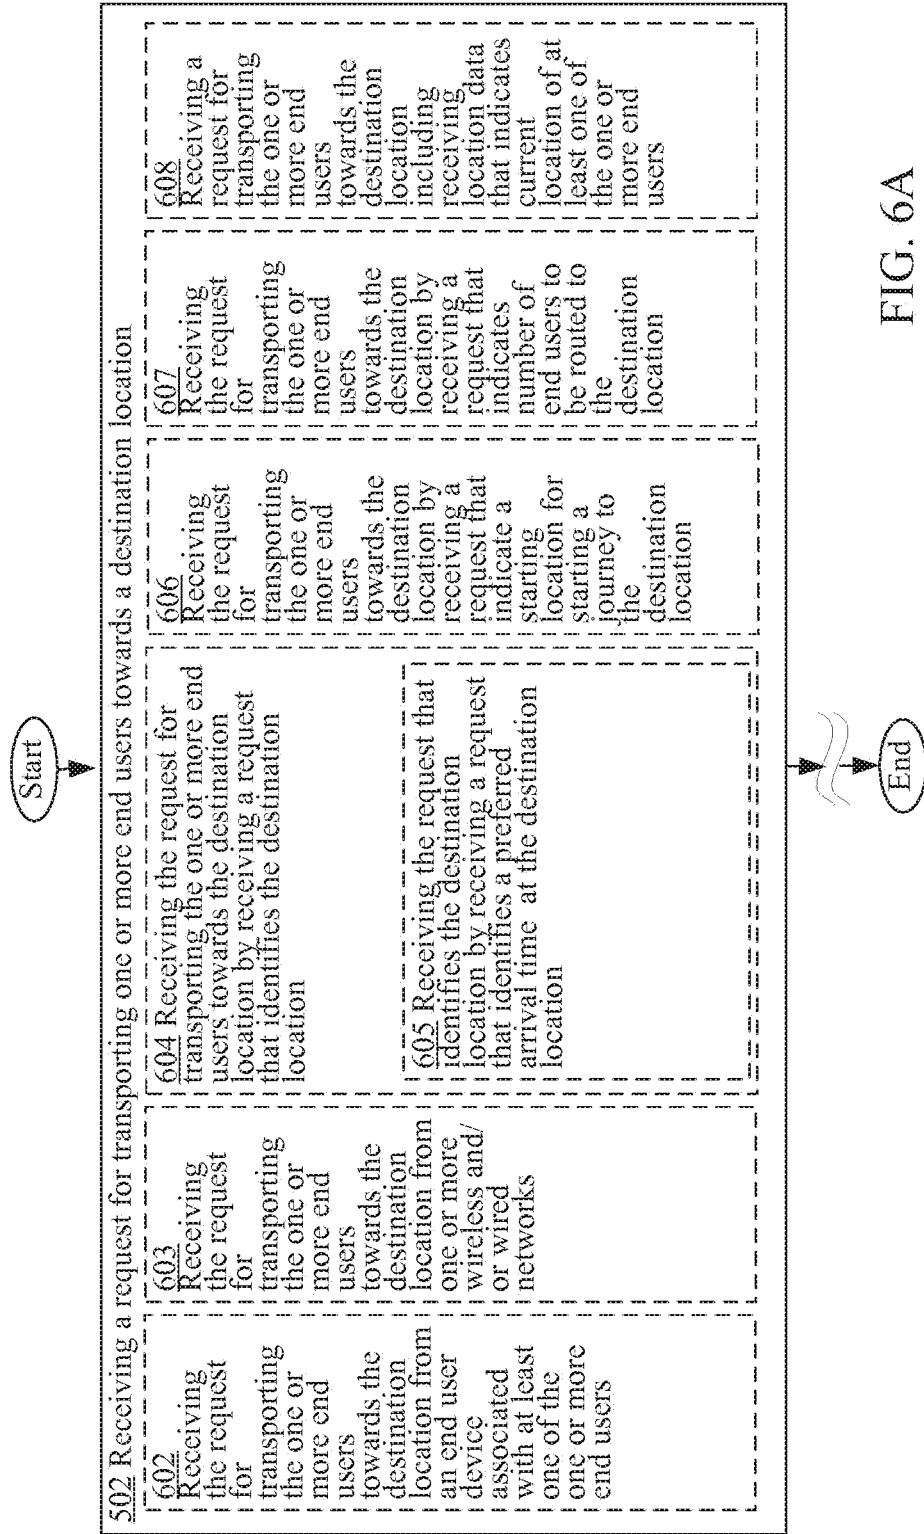 Start
502 Receiving a request for transporting one or more end users towards a destination location
602
Receiving
the request
for
transporting
the one or
more end
users
towards the
destination
location from
an end user
device
associated
with at least
one of the
one or more
end users
603
Receiving
the request
for
transporting
the one or
more end
users
towards the
destination
location from
one or more
wireless and/
or wired
networks
604 Receiving the request for
transporting the one or more end
users towards the destination
location by receiving a request
that identifies the destination
location
605 Receiving the request that
identifies the destination
location by receiving a request
that identifies a preferred
arrival time at the destination
location
606
Receiving
the request
for
transporting
the one or
more end
users
towards the
destination
location by
receiving a
request that
indicate a
starting
location for
starting a
journey to
the
destination
location
607
Receiving
the request
for
transporting
the one or
more end
users
towards the
destination
location by
receiving a
request that
indicates
number of
end users to
be routed to
the
destination
location
608
Receiving a
request for
transporting
the one or
more end
users
towards the
destination
location
including
receiving
location data
that indicates
current
location of at
least one of
the one or
more end
users
End
FIG. 6A